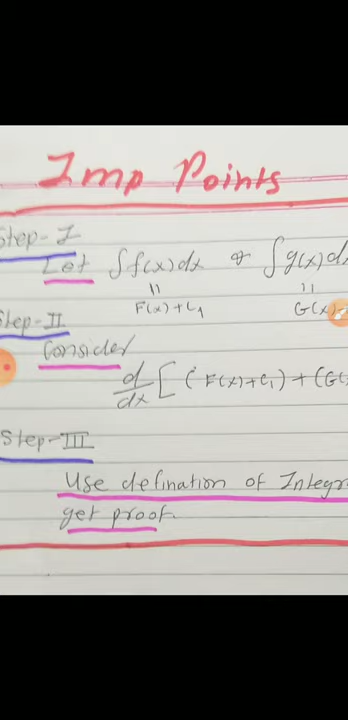 Imp Points
Step-I
Let ∫f(x)dx & ∫g(x)d
F(x)+C₁ G(x)
Step-II
Consider
d/dx [ (F(x)+C₁) + (G(
Step-III
Use defination of Integr
get proof.